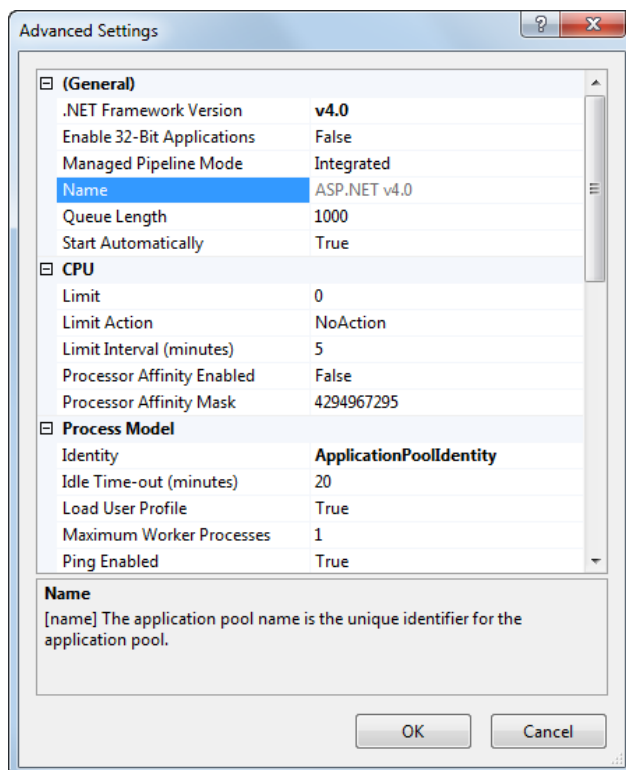 Advanced Settings
(General)
.NET Framework Version v4.0
Enable 32-Bit Applications False
Managed Pipeline Mode Integrated
Name ASP.NET v4.0
Queue Length 1000
Start Automatically True
CPU
Limit 0
Limit Action NoAction
Limit Interval (minutes) 5
Processor Affinity Enabled False
Processor Affinity Mask 4294967295
Process Model
Identity ApplicationPoolIdentity
Idle Time-out (minutes) 20
Load User Profile True
Maximum Worker Processes 1
Ping Enabled True
Name
[name] The application pool name is the unique identifier for the
application pool.
OK Cancel